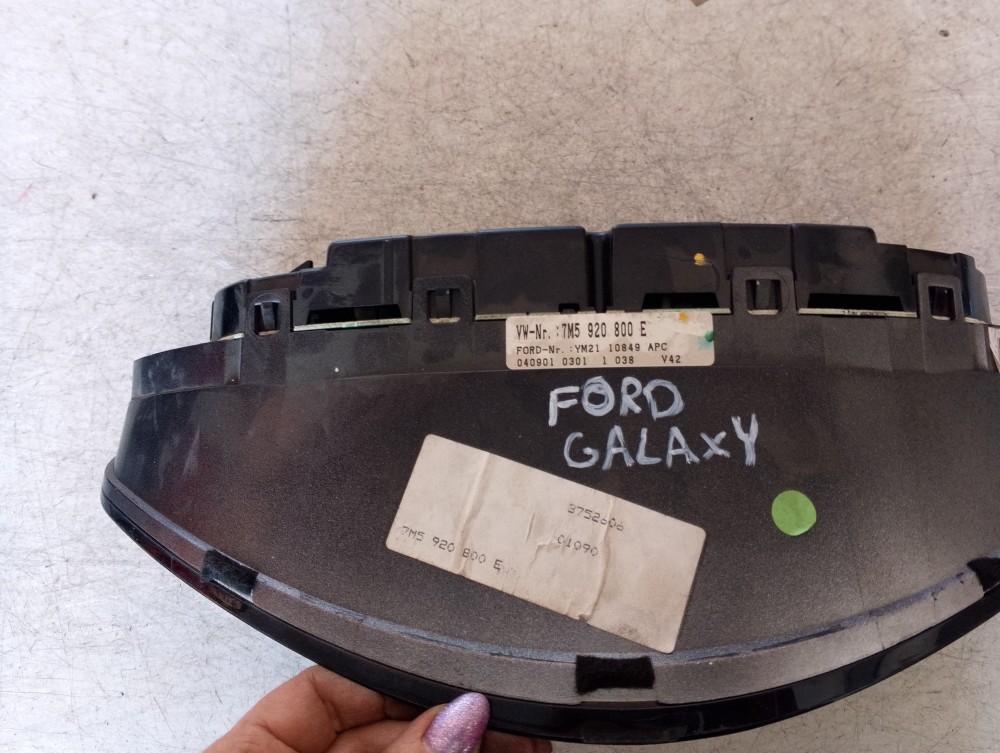 VW-Nr.:7M5 920 800 E
FORD-Nr.:YM21 10849 APC
040901 0301 1 038 V42
FORD
GALAXY
3752606
01090
7M5 920 800 E